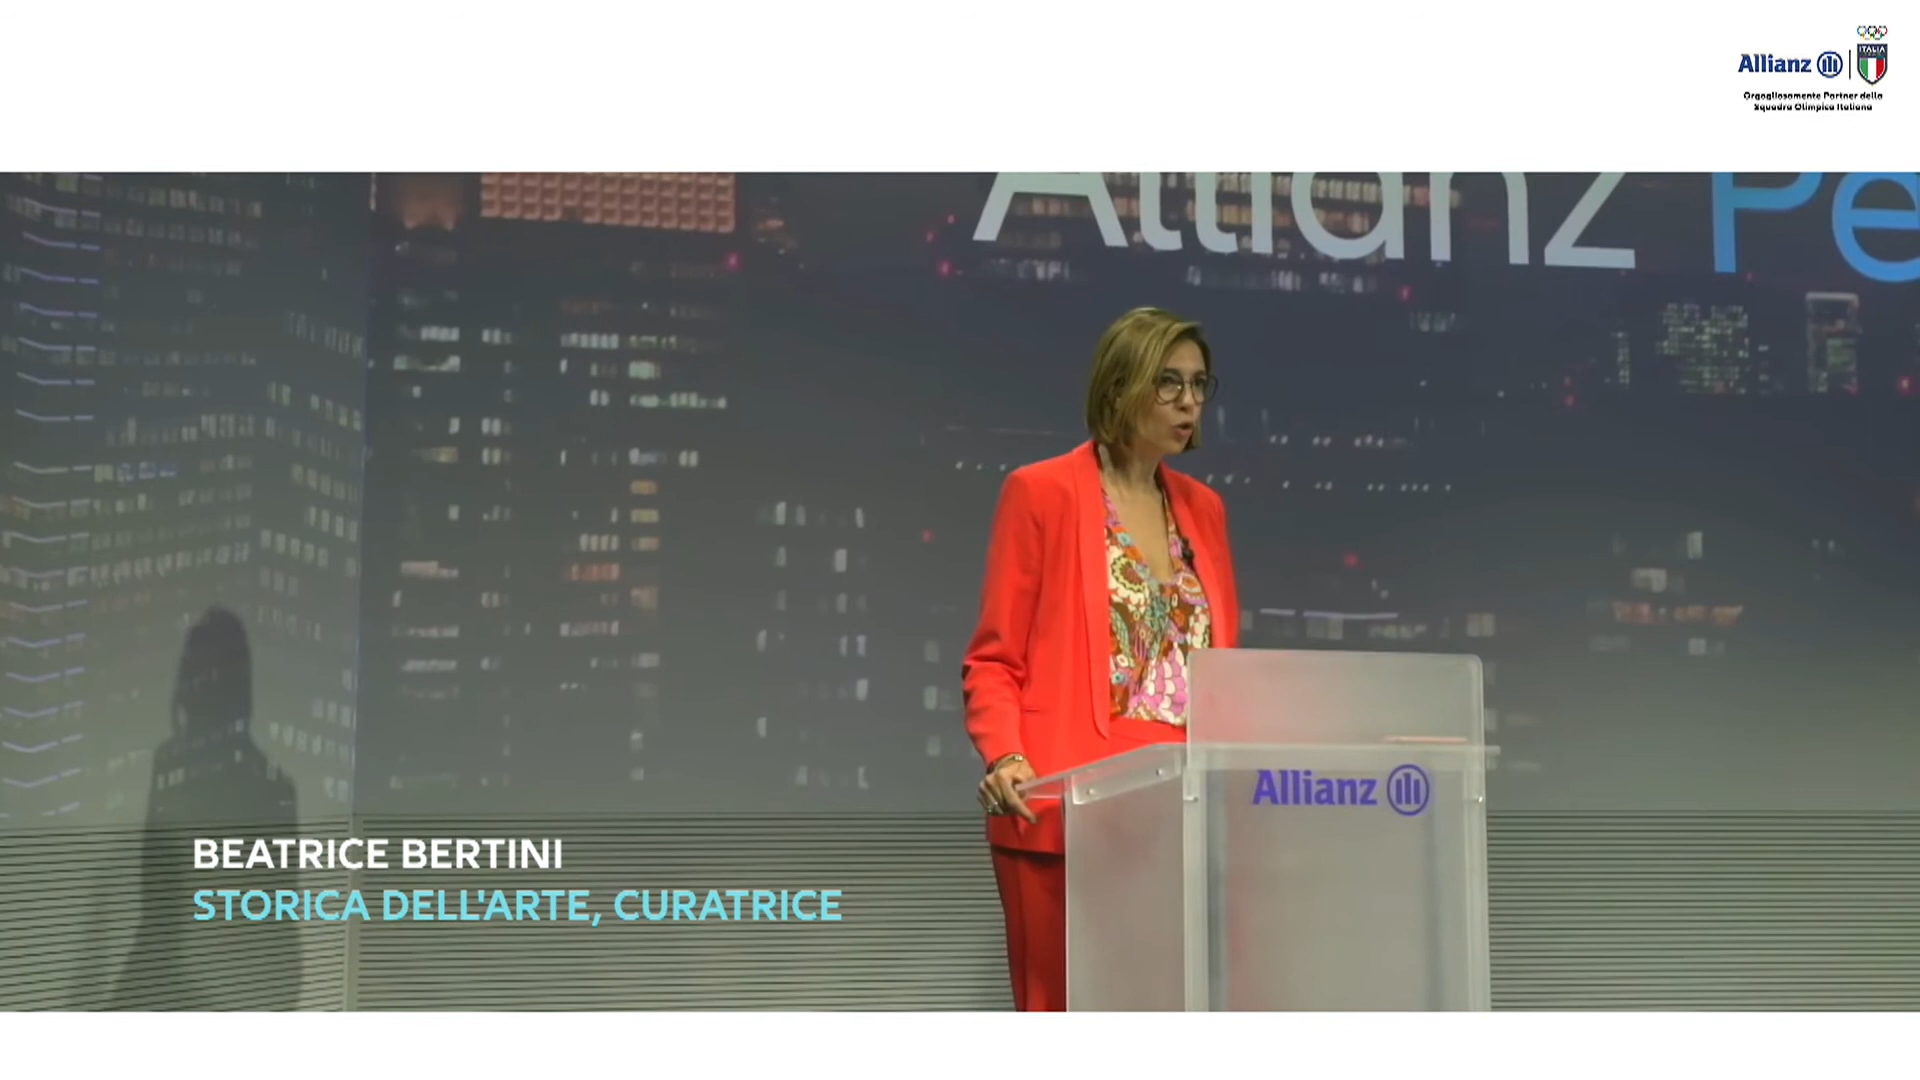 Allianz
ITALIA
Orgogliosamente Partner della
Squadra Olimpica Italiana
Allianz Pe
Allianz
BEATRICE BERTINI
STORICA DELL'ARTE, CURATRICE